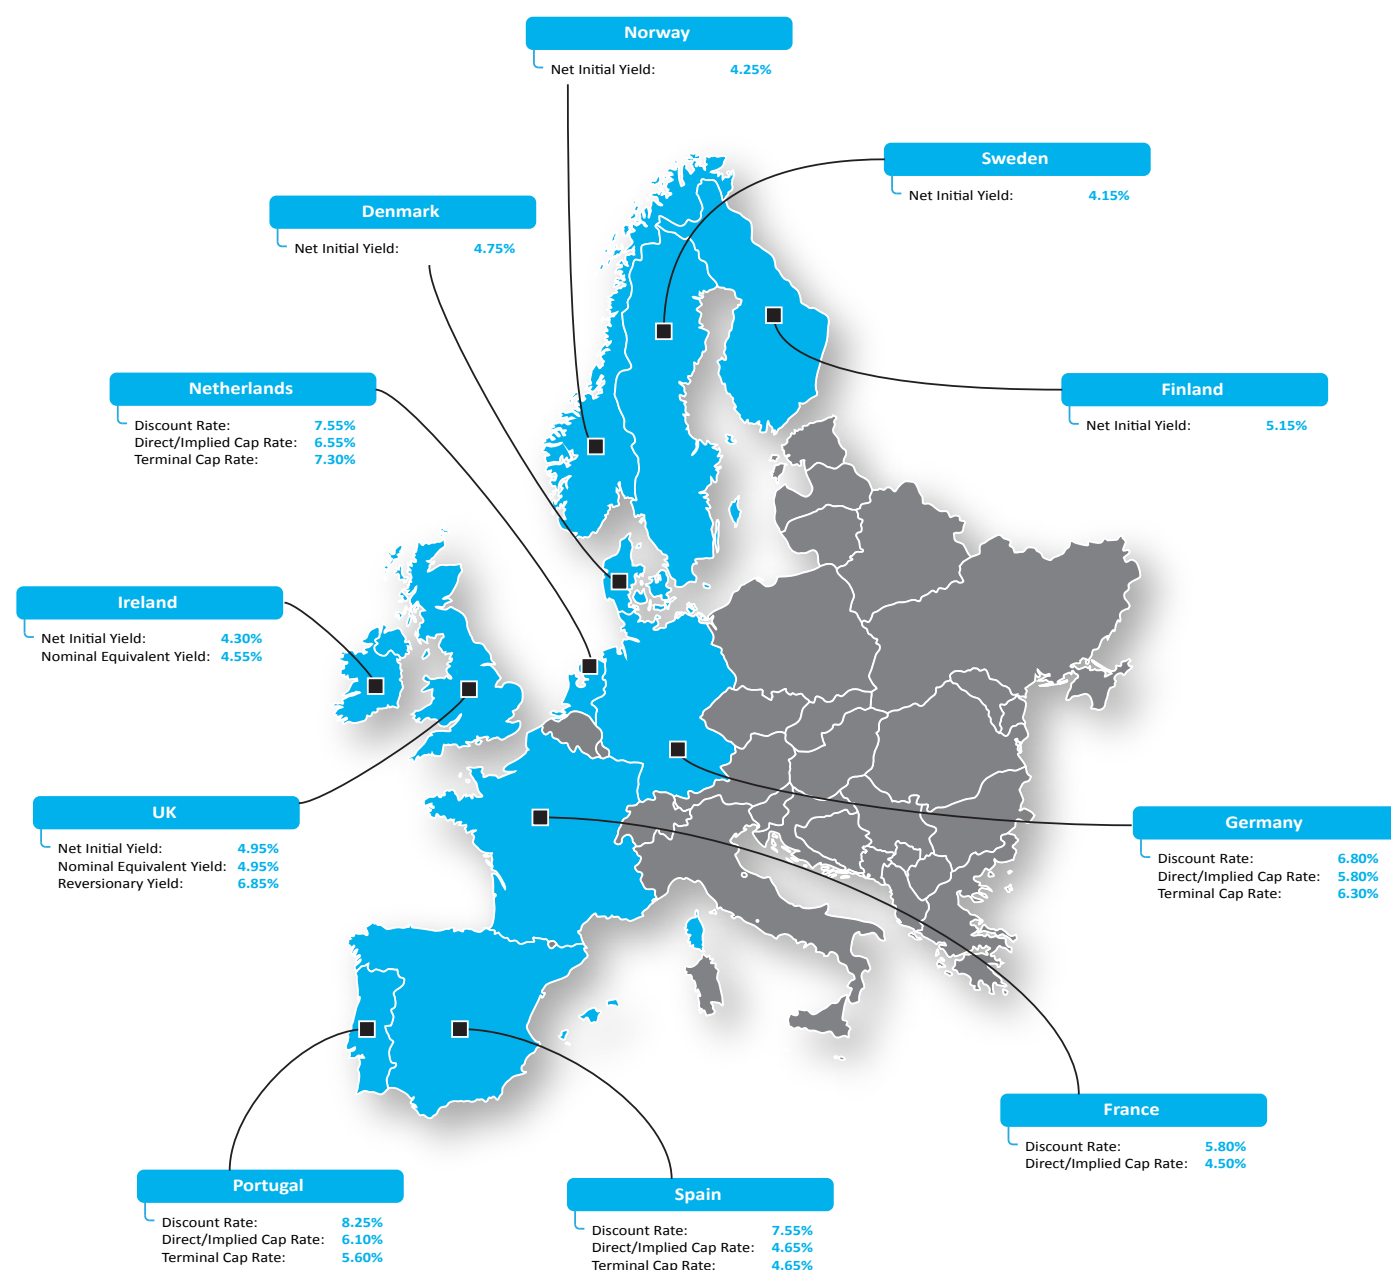 Norway
Net Initial Yield: 4.25%
Sweden
Net Initial Yield: 4.15%
Denmark
Net Initial Yield: 4.75%
Netherlands
Discount Rate: 7.55%
Direct/Implied Cap Rate: 6.55%
Terminal Cap Rate: 7.30%
Finland
Net Initial Yield: 5.15%
Ireland
Net Initial Yield: 4.30%
Nominal Equivalent Yield: 4.55%
UK
Net Initial Yield: 4.95%
Nominal Equivalent Yield: 4.95%
Reversionary Yield: 6.85%
Germany
Discount Rate: 6.80%
Direct/Implied Cap Rate: 5.80%
Terminal Cap Rate: 6.30%
France
Discount Rate: 5.80%
Direct/Implied Cap Rate: 4.50%
Portugal
Discount Rate: 8.25%
Direct/Implied Cap Rate: 6.10%
Terminal Cap Rate: 5.60%
Spain
Discount Rate: 7.55%
Direct/Implied Cap Rate: 4.65%
Terminal Cap Rate: 4.65%